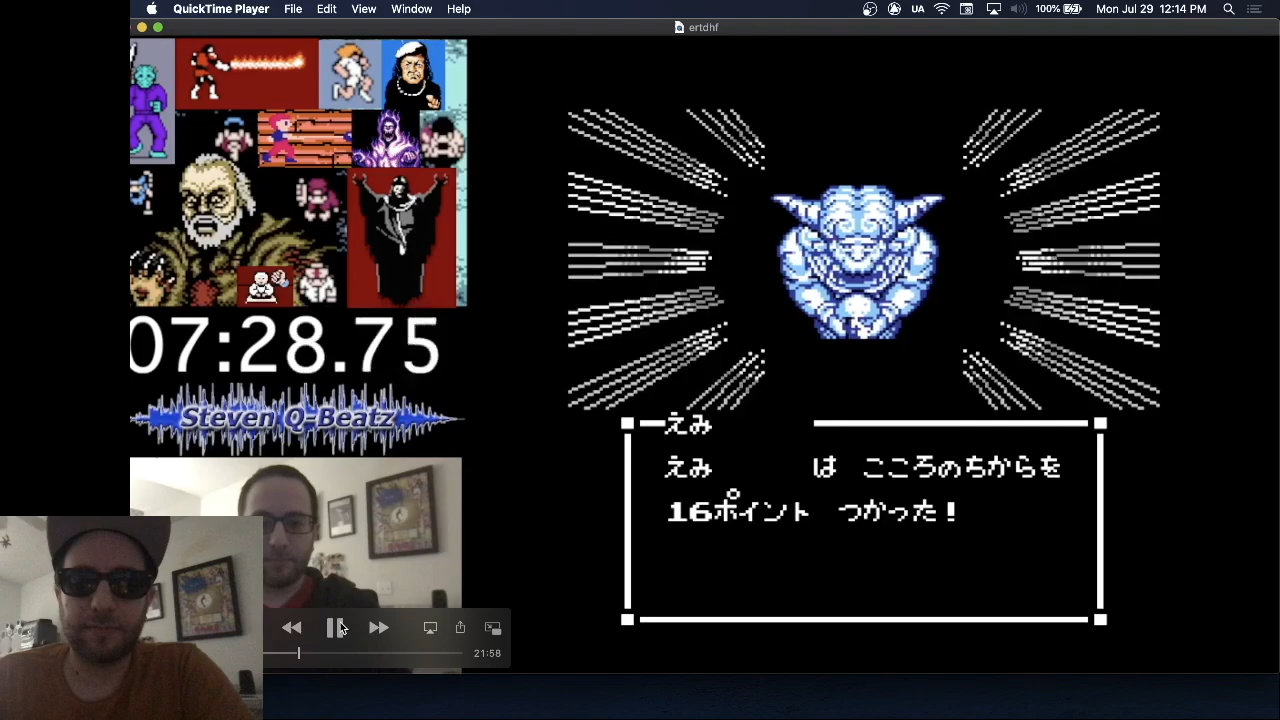 QuickTime Player File Edit View Window Help
UA 100% Mon Jul 29 12:14 PM
ertdhf
07:28.75
Steven Q-Beatz
えみ
えみ は こころのちからを
16ポイント つかった!
21:58